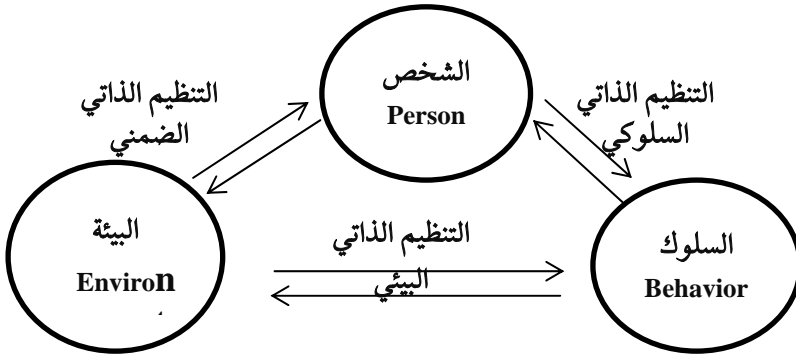 الشخص
Person
التنظيم الذاتي
الضمني
التنظيم الذاتي
السلوكي
البيئة
Environ
التنظيم الذاتي
البيئي
السلوك
Behavior